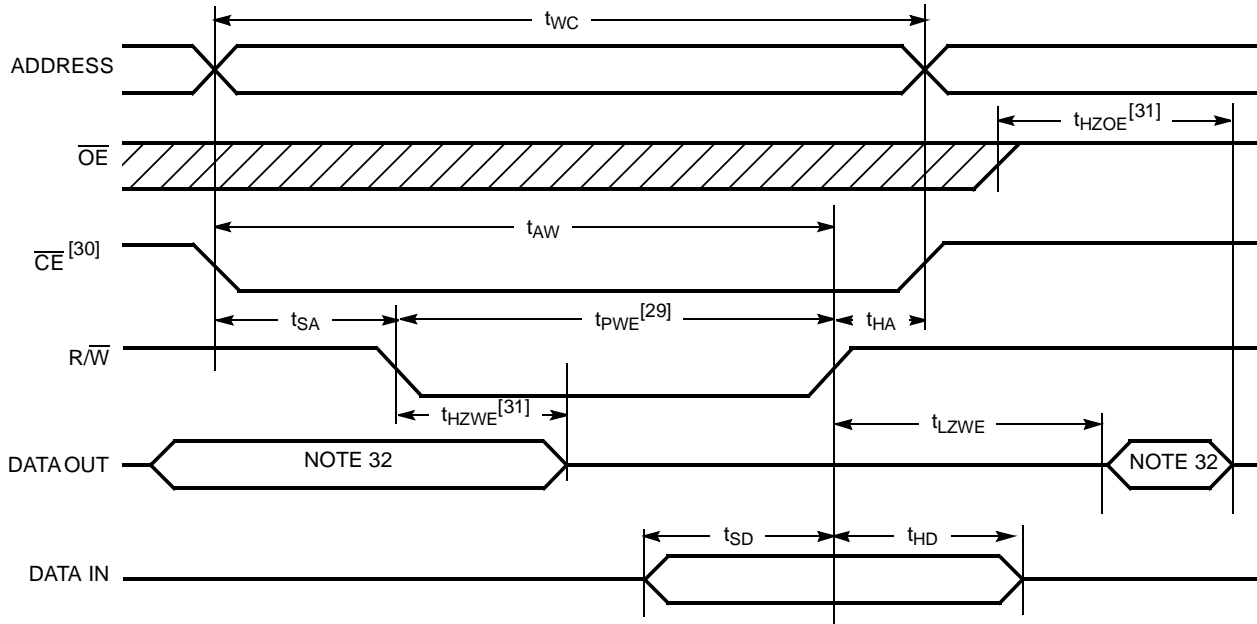 tWC
ADDRESS
tHZOE[31]
OE
tAW
CE[30]
tSA
tPWE[29]
tHA
R/W
tHZWE[31]
tLZWE
DATA OUT
NOTE 32
NOTE 32
tSD
tHD
DATA IN